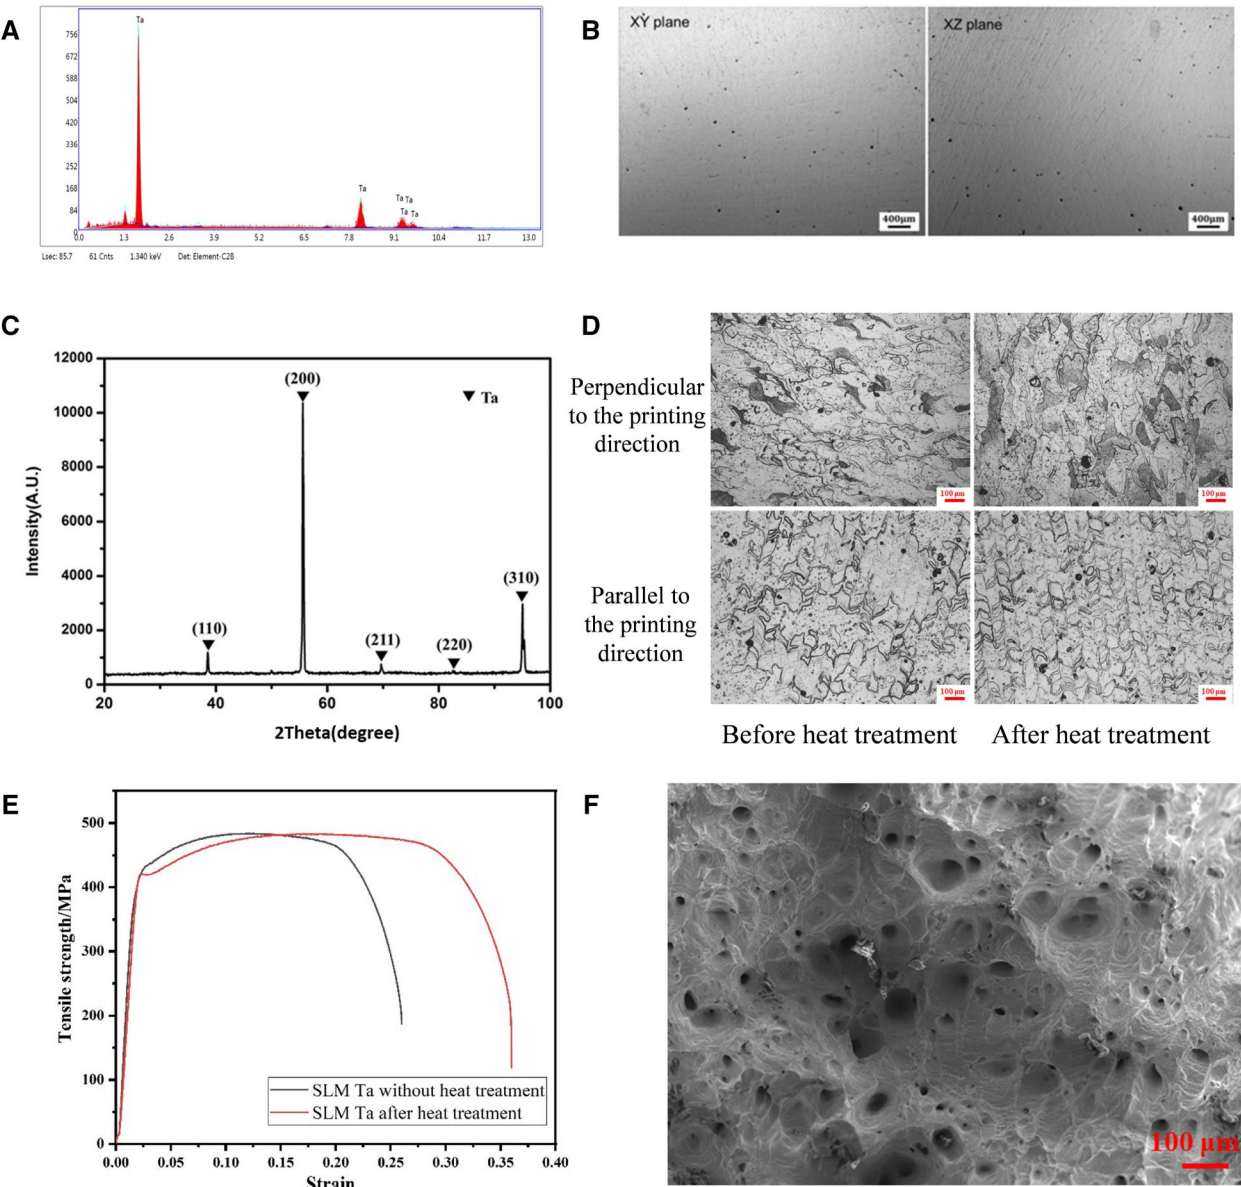 A
Ta
756
672
588
504
420
336
252
168
84
0
Ta
Ta Ta
Ta Ta
0.0 1.3 2.6 3.9 5.2 6.5 7.8 9.1 10.4 11.7 13.0
Lsec: 85.7 61 Cnts 1.340 keV Det: Element-C2B
B
XY plane
XZ plane
400μm
400μm
C
12000
10000
8000
6000
4000
2000
0
Intensity(A.U.)
(110)
(200)
(211)
(220)
(310)
▼ Ta
20 40 60 80 100
2Theta(degree)
D
Perpendicular
to the printing
direction
Parallel to
the printing
direction
100 μm
100 μm
100 μm
100 μm
Before heat treatment After heat treatment
E
500
400
300
200
100
0
Tensile strength/MPa
SLM Ta without heat treatment
SLM Ta after heat treatment
0.00 0.05 0.10 0.15 0.20 0.25 0.30 0.35 0.40
Strain
F
100 μm